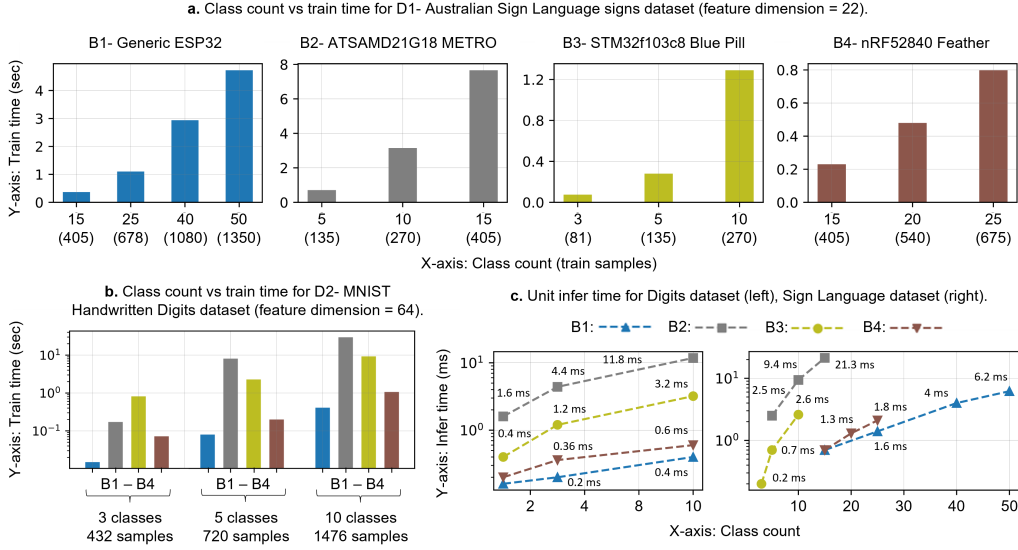 a. Class count vs train time for D1- Australian Sign Language signs dataset (feature dimension = 22).
B1- Generic ESP32
B2- ATSAMD21G18 METRO
B3- STM32f103c8 Blue Pill
B4- nRF52840 Feather
Y-axis: Train time (sec)
4
3
2
1
0
15 25 40 50
(405) (678) (1080) (1350)
8
6
4
2
0
5 10 15
(135) (270) (405)
1.2
0.8
0.4
0.0
3 5 10
(81) (135) (270)
0.8
0.6
0.4
0.2
0.0
15 20 25
(405) (540) (675)
X-axis: Class count (train samples)
b. Class count vs train time for D2- MNIST
Handwritten Digits dataset (feature dimension = 64).
Y-axis: Train time (sec)
10¹
10⁰
10⁻¹
B1 – B4 B1 – B4 B1 – B4
3 classes 5 classes 10 classes
432 samples 720 samples 1476 samples
c. Unit infer time for Digits dataset (left), Sign Language dataset (right).
B1: B2: B3: B4:
Y-axis: Infer time (ms)
10¹
10⁰
1.6 ms
4.4 ms
11.8 ms
0.4 ms
1.2 ms
3.2 ms
0.36 ms
0.6 ms
0.2 ms
0.4 ms
2 4 6 8 10
10¹
10⁰
2.5 ms
9.4 ms
21.3 ms
2.6 ms
0.7 ms
0.2 ms
1.3 ms
1.8 ms
1.6 ms
4 ms
6.2 ms
10 20 30 40 50
X-axis: Class count